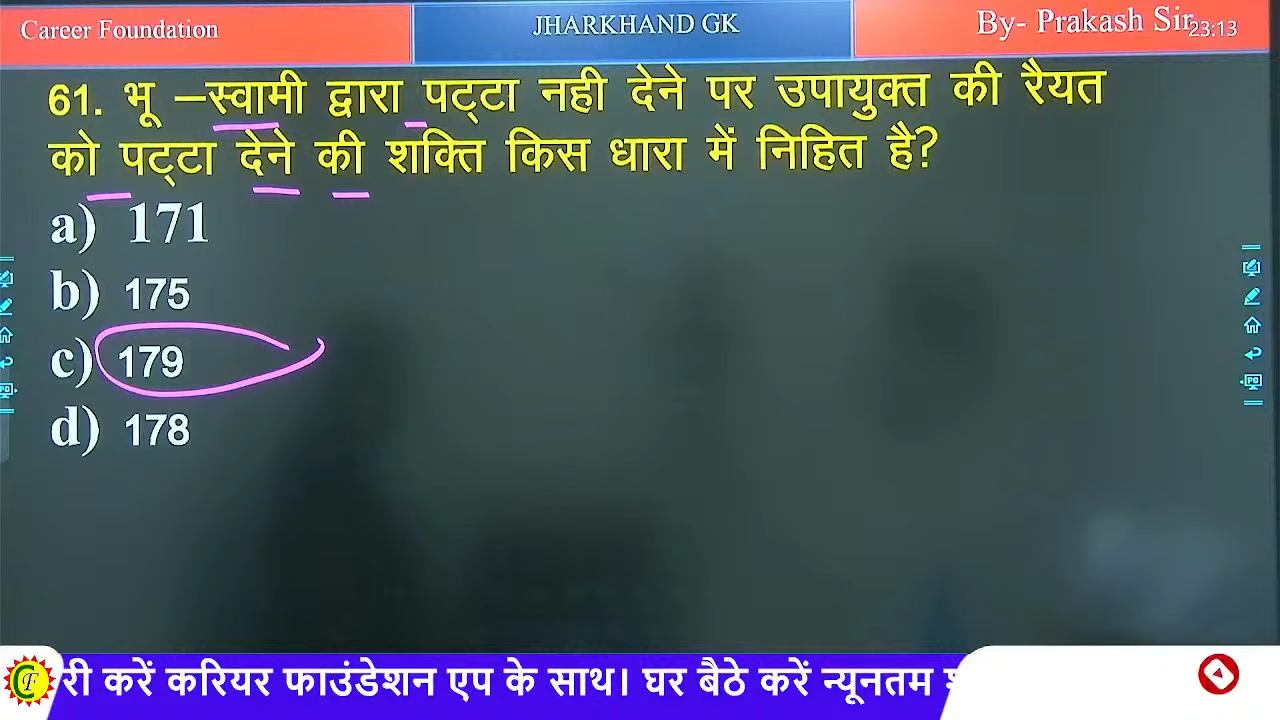 Career Foundation
JHARKHAND GK
By- Prakash Sir
23:13
61. भू –स्वामी द्वारा पट्टा नही देने पर उपायुक्त की रैयत
को पट्टा देने की शक्ति किस धारा में निहित है?
a) 171
b) 175
c) 179
d) 178
री करें करियर फाउंडेशन एप के साथ। घर बैठे करें न्यूनतम